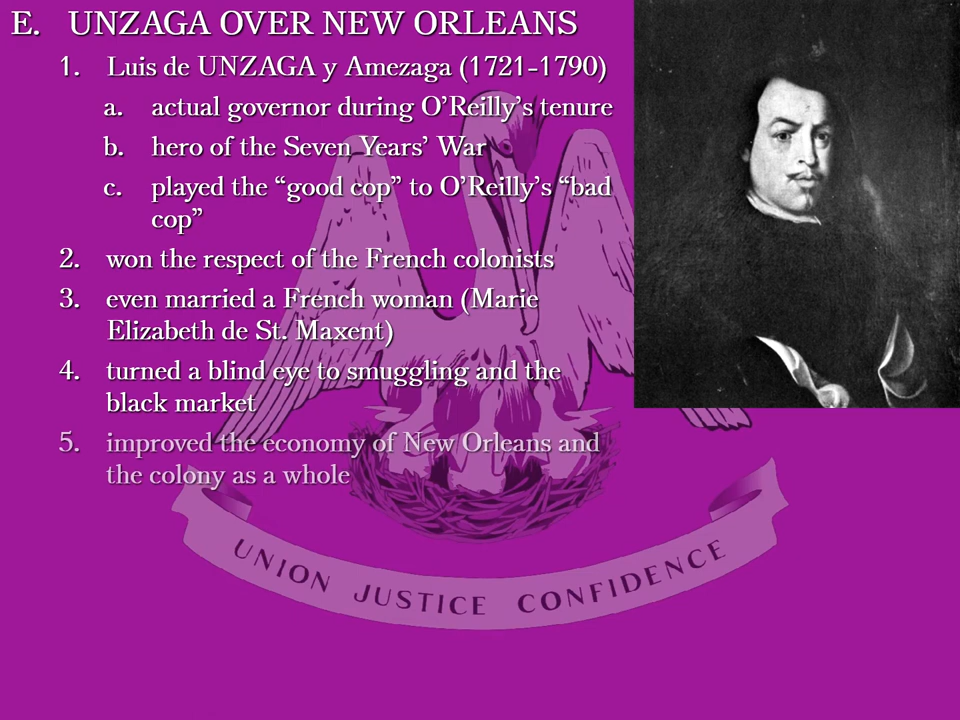 E. UNZAGA OVER NEW ORLEANS
1. Luis de UNZAGA y Amezaga (1721-1790)
a. actual governor during O’Reilly’s tenure
b. hero of the Seven Years’ War
c. played the “good cop” to O’Reilly’s “bad
cop”
2. won the respect of the French colonists
3. even married a French woman (Marie
Elizabeth de St. Maxent)
4. turned a blind eye to smuggling and the
black market
5. improved the economy of New Orleans and
the colony as a whole
UNION JUSTICE CONFIDENCE